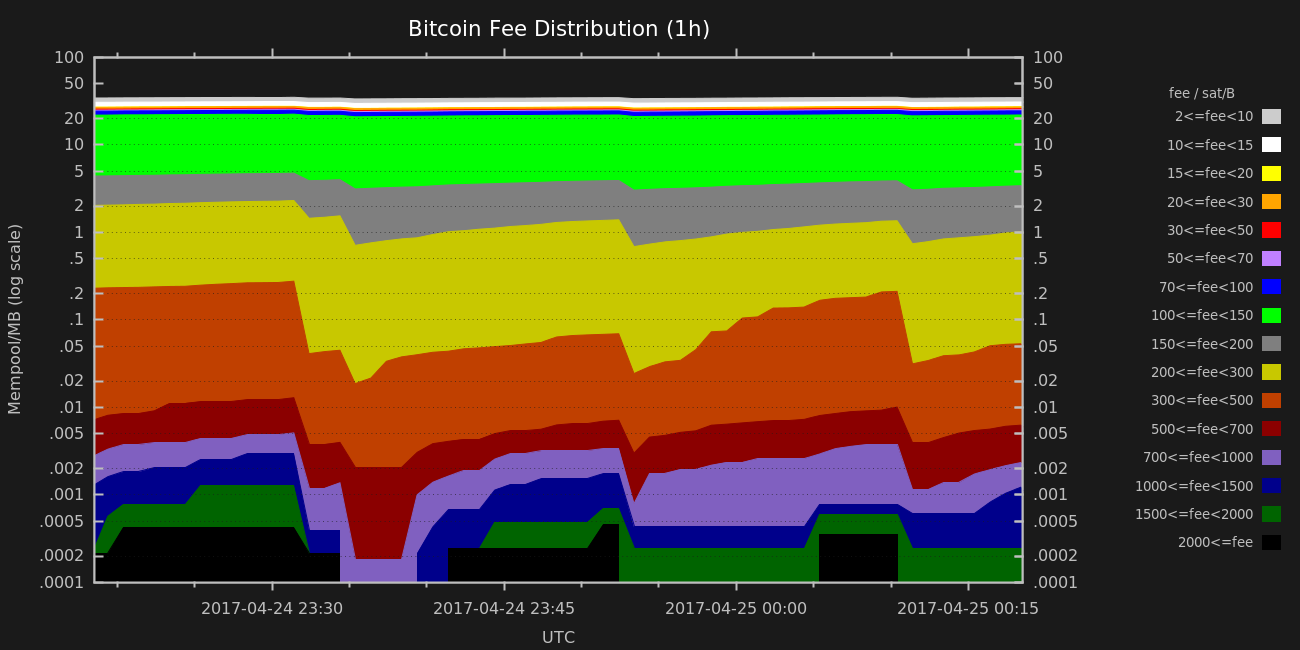 Bitcoin Fee Distribution (1h)
Mempool/MB (log scale)
100
50
20
10
5
2
1
.5
.2
.1
.05
.02
.01
.005
.002
.001
.0005
.0002
.0001
100
50
20
10
5
2
1
.5
.2
.1
.05
.02
.01
.005
.002
.001
.0005
.0002
.0001
2017-04-24 23:30
2017-04-24 23:45
2017-04-25 00:00
2017-04-25 00:15
UTC
fee / sat/B
2<=fee<10
10<=fee<15
15<=fee<20
20<=fee<30
30<=fee<50
50<=fee<70
70<=fee<100
100<=fee<150
150<=fee<200
200<=fee<300
300<=fee<500
500<=fee<700
700<=fee<1000
1000<=fee<1500
1500<=fee<2000
2000<=fee